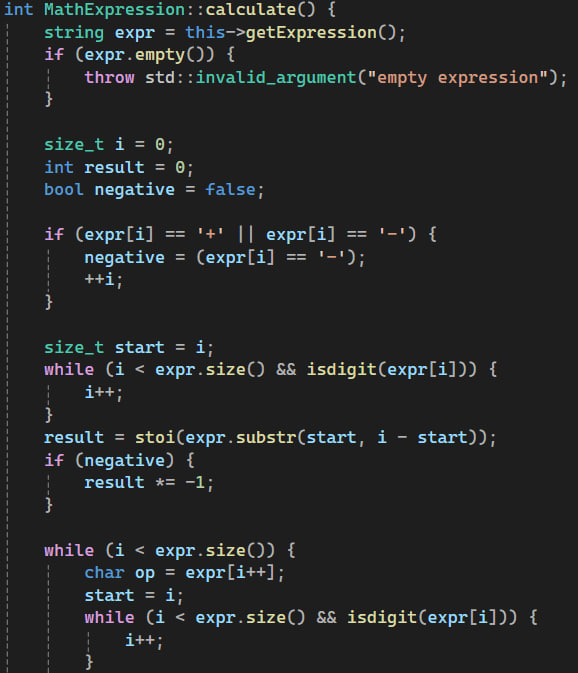 int MathExpression::calculate() {
string expr = this->getExpression();
if (expr.empty()) {
throw std::invalid_argument("empty expression");
}
size_t i = 0;
int result = 0;
bool negative = false;
if (expr[i] == '+' || expr[i] == '-') {
negative = (expr[i] == '-');
++i;
}
size_t start = i;
while (i < expr.size() && isdigit(expr[i])) {
i++;
}
result = stoi(expr.substr(start, i - start));
if (negative) {
result *= -1;
}
while (i < expr.size()) {
char op = expr[i++];
start = i;
while (i < expr.size() && isdigit(expr[i])) {
i++;
}